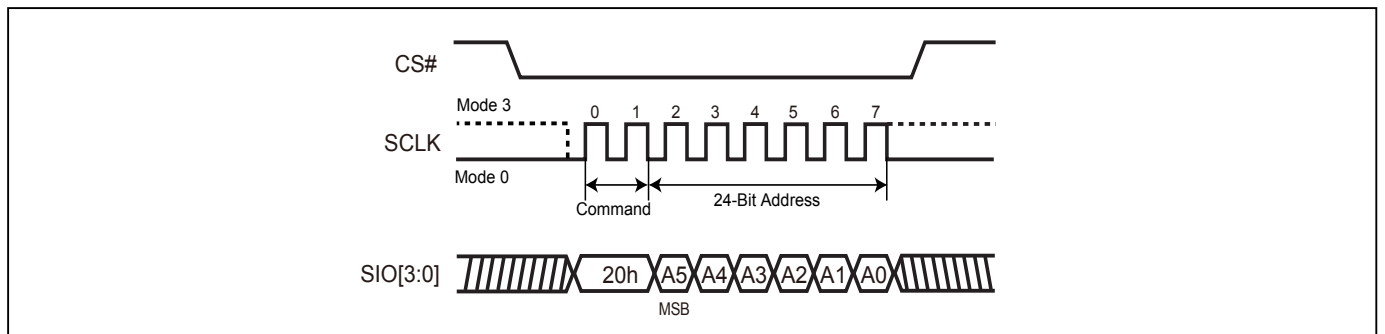 CS#
Mode 3
0 1 2 3 4 5 6 7
SCLK
Mode 0
Command
24-Bit Address
SIO[3:0]
20h A5 A4 A3 A2 A1 A0
MSB